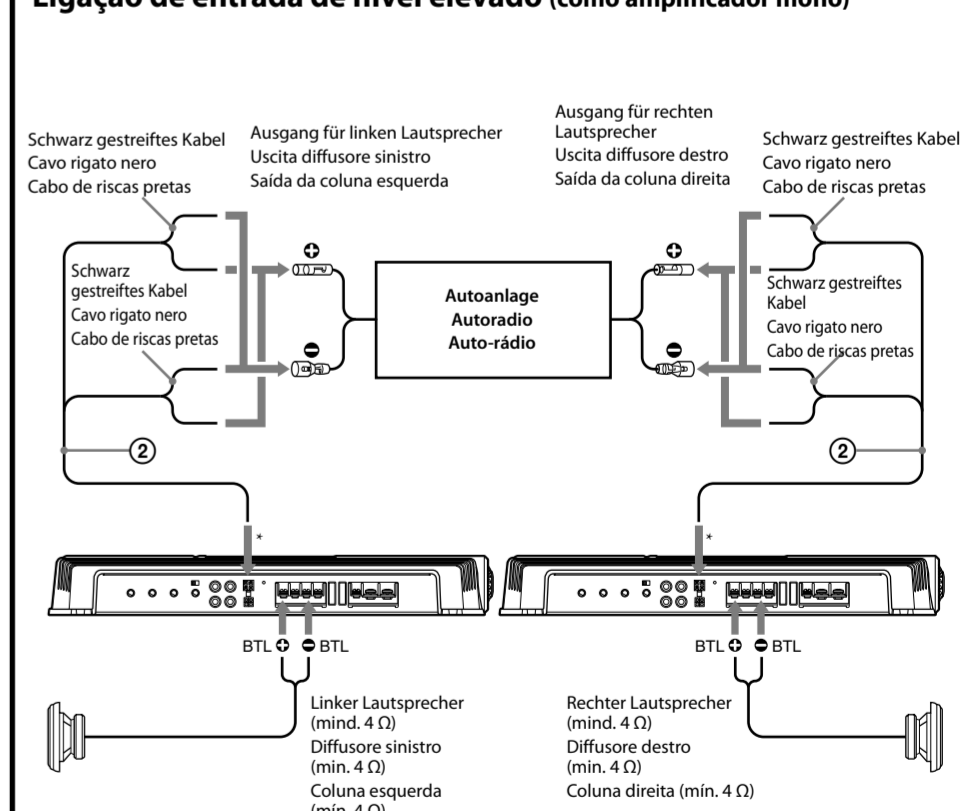 Ligação de entrada de nível elevado (como amplificador mono)
Schwarz gestreiftes Kabel
Cavo rigato nero
Cabo de riscas pretas
Ausgang für linken Lautsprecher
Uscita diffusore sinistro
Saída da coluna esquerda
Ausgang für rechten
Lautsprecher
Uscita diffusore destro
Saída da coluna direita
Schwarz gestreiftes Kabel
Cavo rigato nero
Cabo de riscas pretas
Schwarz
gestreiftes Kabel
Cavo rigato nero
Cabo de riscas pretas
Autoanlage
Autoradio
Auto-rádio
Schwarz gestreiftes
Kabel
Cavo rigato nero
Cabo de riscas pretas
2
2
*
*
BTL + − BTL
BTL + − BTL
Linker Lautsprecher
(mind. 4 Ω)
Diffusore sinistro
(min. 4 Ω)
Coluna esquerda
(mín. 4 Ω)
Rechter Lautsprecher
(mind. 4 Ω)
Diffusore destro
(min. 4 Ω)
Coluna direita (mín. 4 Ω)